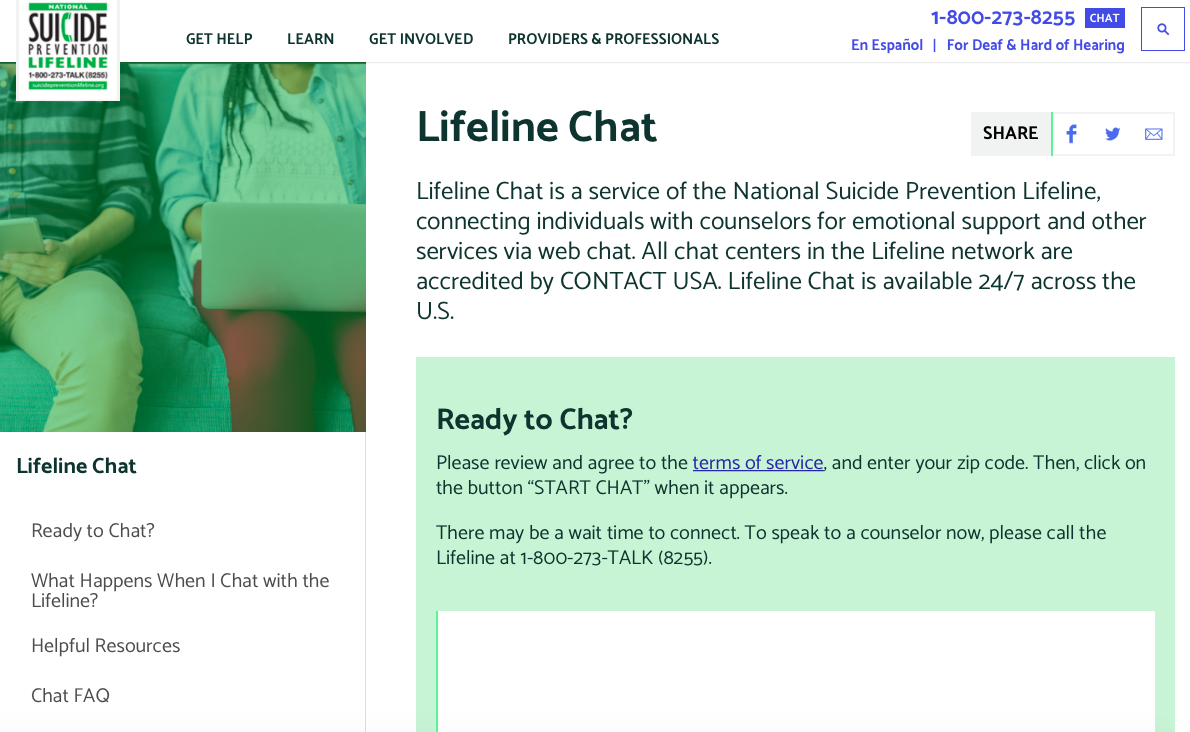 NATIONAL
SUICIDE
PREVENTION
LIFELINE
1-800-273-TALK (8255)
suicidepreventionlifeline.org
GET HELP LEARN GET INVOLVED PROVIDERS & PROFESSIONALS
1-800-273-8255 CHAT
En Español | For Deaf & Hard of Hearing
Lifeline Chat
SHARE
Lifeline Chat is a service of the National Suicide Prevention Lifeline,
connecting individuals with counselors for emotional support and other
services via web chat. All chat centers in the Lifeline network are
accredited by CONTACT USA. Lifeline Chat is available 24/7 across the
U.S.
Ready to Chat?
Please review and agree to the terms of service, and enter your zip code. Then, click on
the button “START CHAT” when it appears.
There may be a wait time to connect. To speak to a counselor now, please call the
Lifeline at 1-800-273-TALK (8255).
Lifeline Chat
Ready to Chat?
What Happens When I Chat with the
Lifeline?
Helpful Resources
Chat FAQ